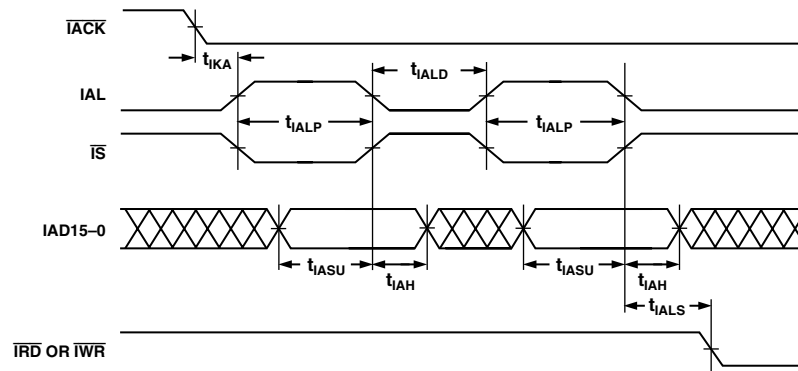 IACK
tIKA
tIALD
IAL
tIALP tIALP
IS
IAD15–0
tIASU tIAH tIASU tIAH
tIALS
IRD OR IWR